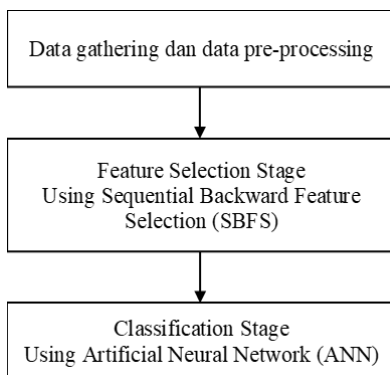 Data gathering dan data pre-processing
Feature Selection Stage
Using Sequential Backward Feature
Selection (SBFS)
Classification Stage
Using Artificial Neural Network (ANN)